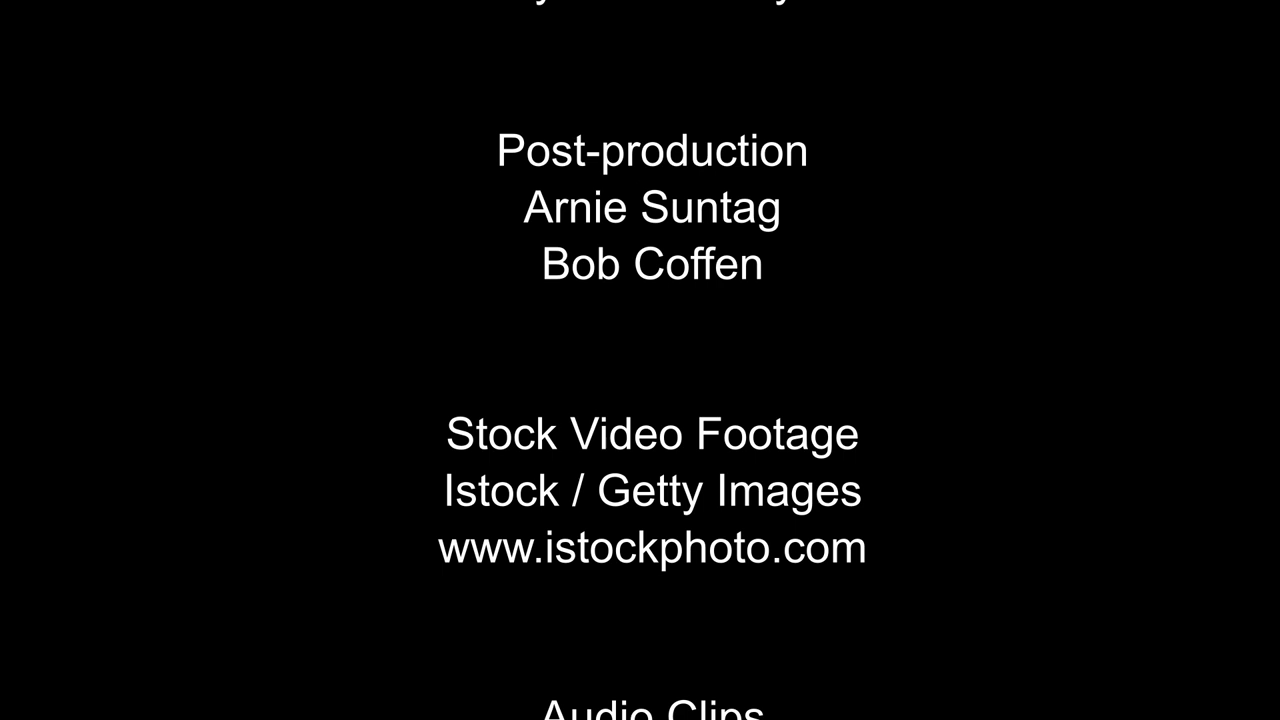 Post-production
Arnie Suntag
Bob Coffen
Stock Video Footage
Istock / Getty Images
www.istockphoto.com
Audio Clips